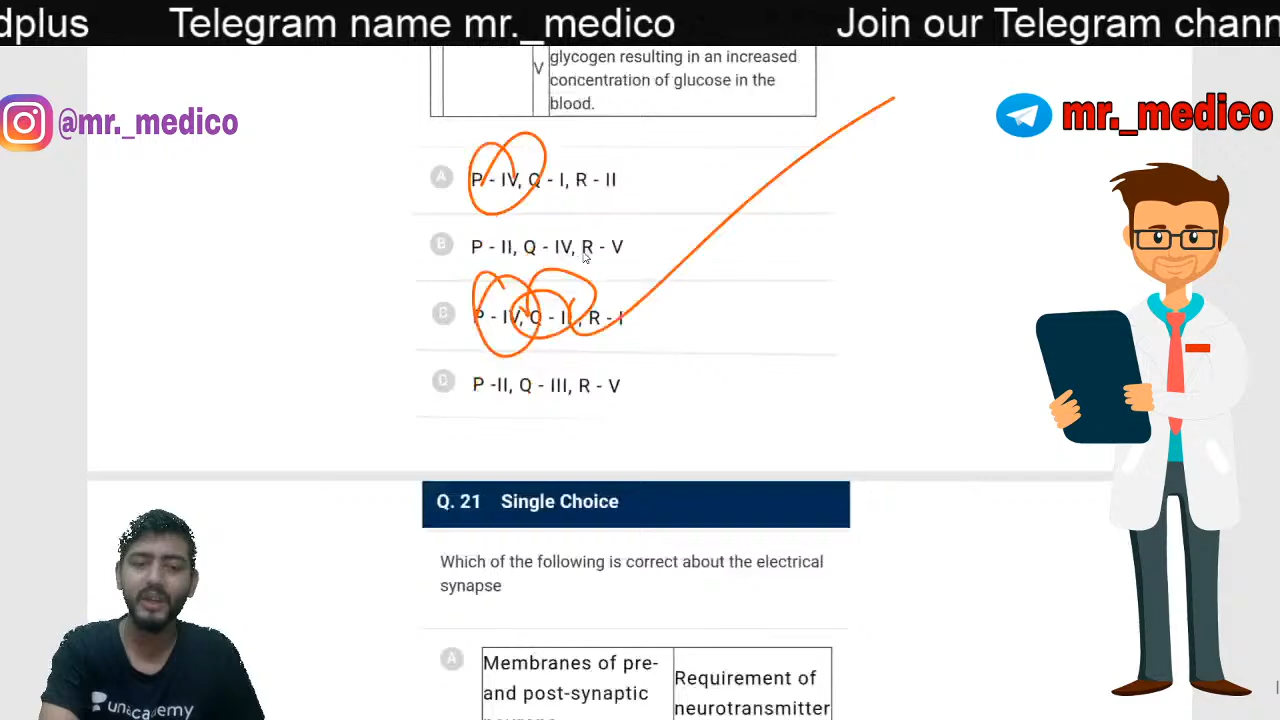 dplus Telegram name mr._medico Join our Telegram chann
@mr._medico
mr._medico
V
glycogen resulting in an increased
concentration of glucose in the
blood.
A P - IV, Q - I, R - II
B P - II, Q - IV, R - V
P - IV, Q - II, R - I
D P -II, Q - III, R - V
Q. 21 Single Choice
Which of the following is correct about the electrical
synapse
A
Membranes of pre-
and post-synaptic
Requirement of
neurotransmitter
unacademy